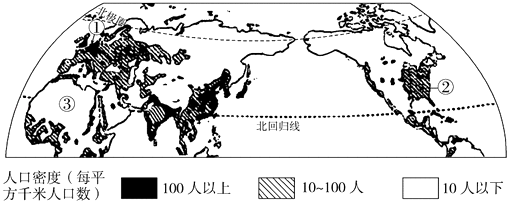 ①
北极圈
②
③
北回归线
人口密度（每平
方千米人口数）
100 人以上
10~100 人
10 人以下